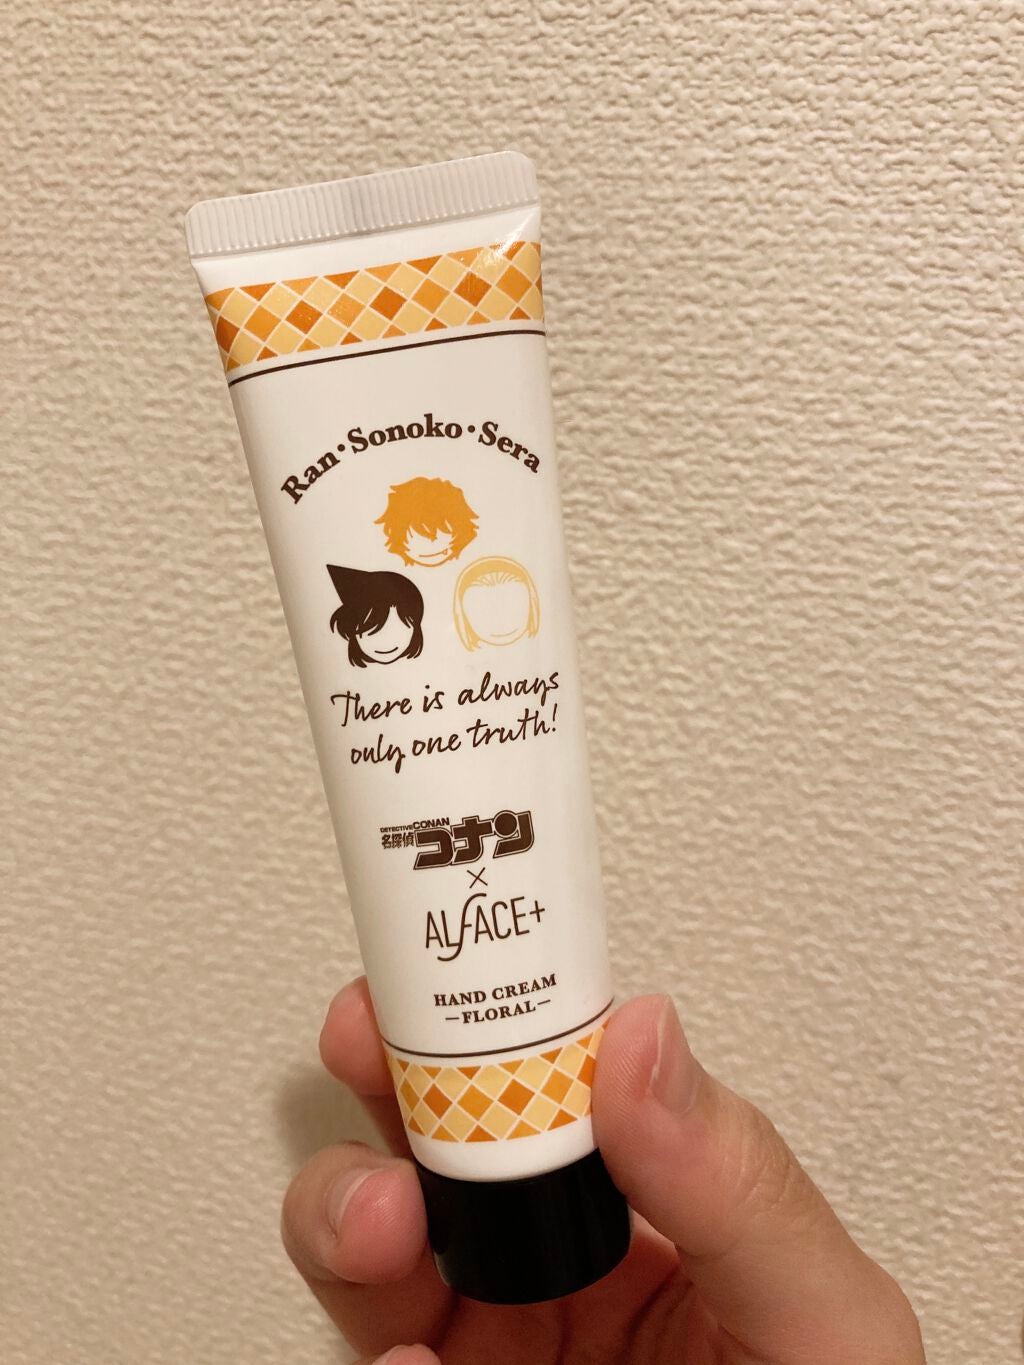 Ran・Sonoko・Sera
There is always
only one truth!
DETECTIVE CONAN
名探偵コナン
×
ALFACE+
HAND CREAM
—FLORAL—